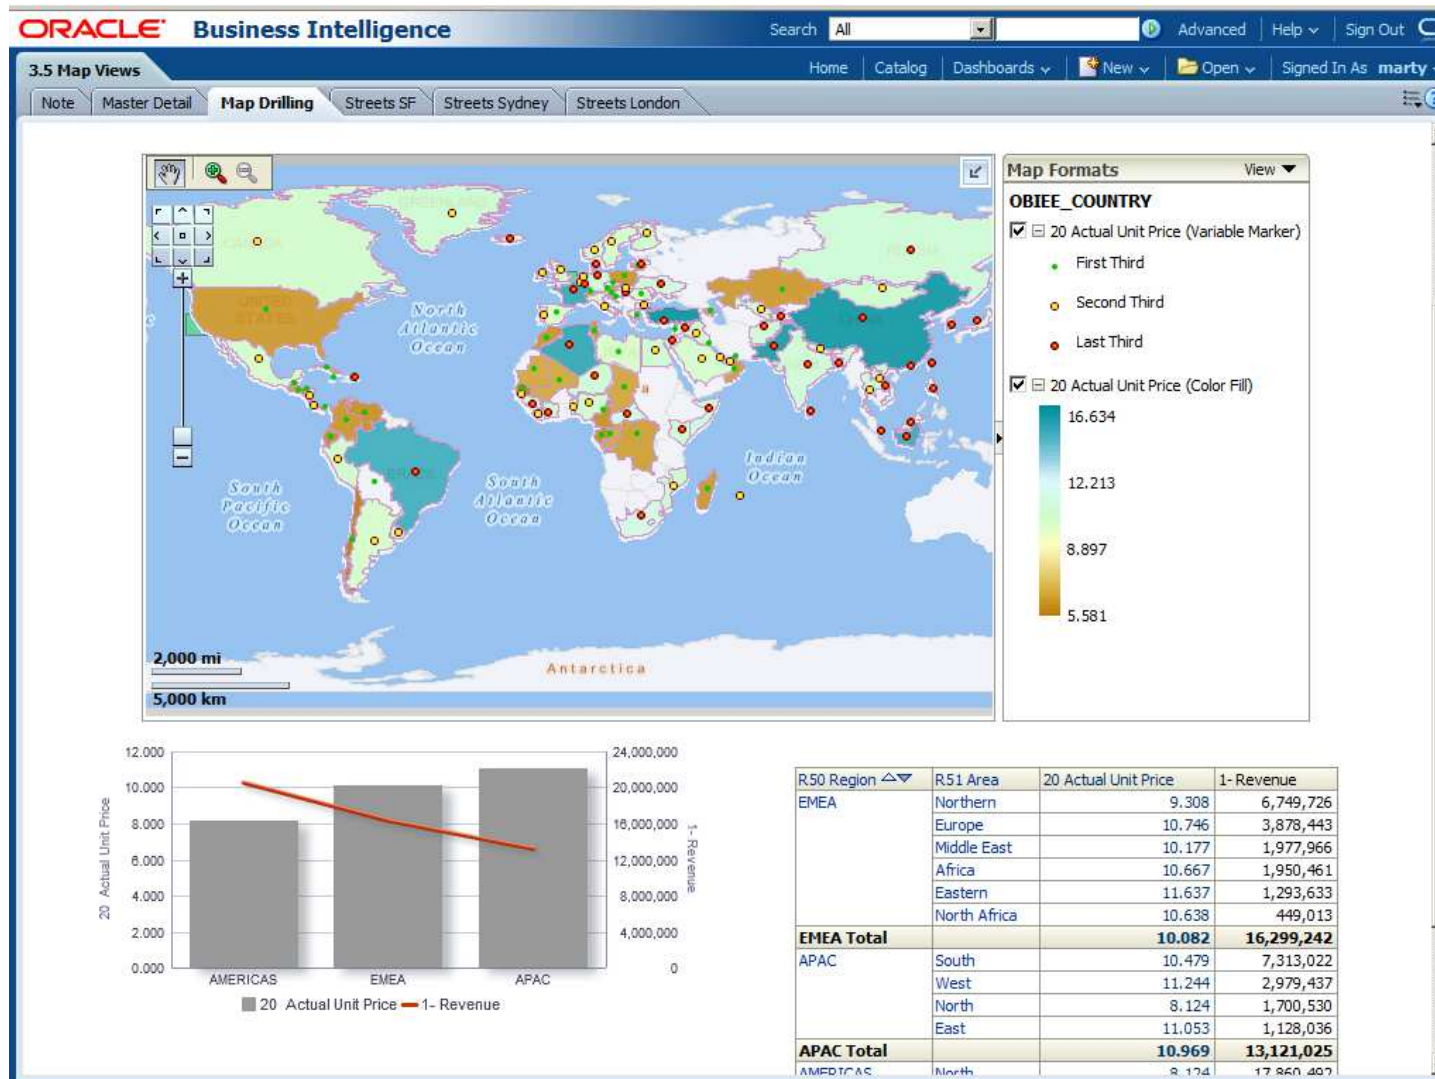 ORACLE Business Intelligence
Search All Advanced Help Sign Out
3.5 Map Views
Home Catalog Dashboards New Open Signed In As marty
Note Master Detail Map Drilling Streets SF Streets Sydney Streets London
Map Formats View
OBIEE_COUNTRY
20 Actual Unit Price (Variable Marker)
First Third
Second Third
Last Third
20 Actual Unit Price (Color Fill)
16.634
12.213
8.897
5.581
UNITED
STATES
North
Atlantic
Ocean
CHINA
BRAZIL
South
Pacific
Ocean
South
Atlantic
Ocean
Indian
Ocean
Antarctica
2,000 mi
5,000 km
12.000
10.000
8.000
6.000
4.000
2.000
0.000
20 Actual Unit Price
24,000,000
20,000,000
16,000,000
12,000,000
8,000,000
4,000,000
0
1- Revenue
AMERICAS EMEA APAC
20 Actual Unit Price 1- Revenue
R50 Region R51 Area 20 Actual Unit Price 1- Revenue
EMEA Northern 9.308 6,749,726
Europe 10.746 3,878,443
Middle East 10.177 1,977,966
Africa 10.667 1,950,461
Eastern 11.637 1,293,633
North Africa 10.638 449,013
EMEA Total 10.082 16,299,242
APAC South 10.479 7,313,022
West 11.244 2,979,437
North 8.124 1,700,530
East 11.053 1,128,036
APAC Total 10.969 13,121,025
AMERICAS North 8.124 17,860,492